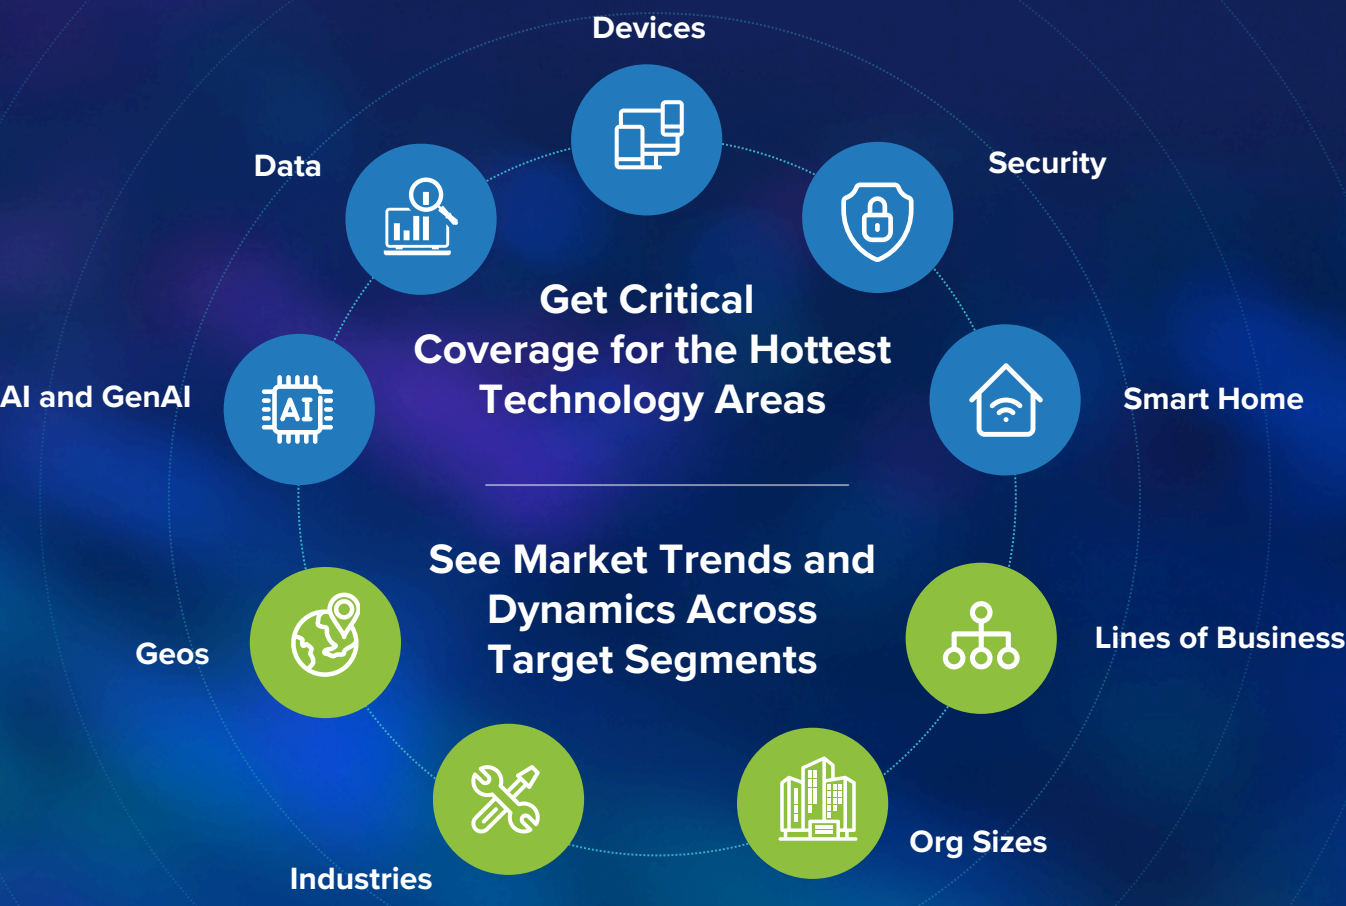 Devices
Data
Security
Get Critical
Coverage for the Hottest
Technology Areas
AI and GenAI
AI
Smart Home
See Market Trends and
Dynamics Across
Target Segments
Geos
Lines of Business
Org Sizes
Industries